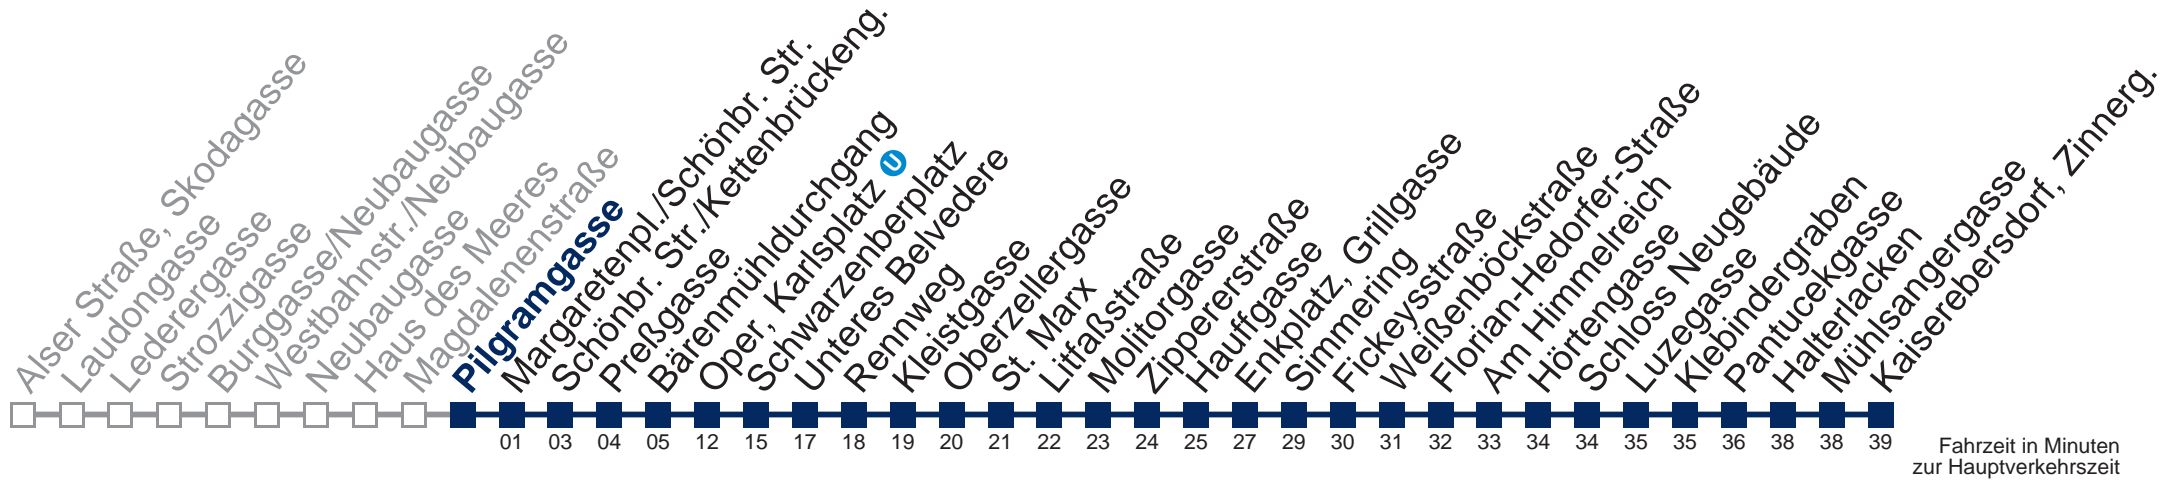 Alser Straße, Skodagasse
Laudongasse
Lederergasse
Strozzigasse
Burggasse/Neubaugasse
Westbahnstr./Neubaugasse
Neubaugasse
Haus des Meeres
Magdalenenstraße
Pilgramgasse
Margaretenpl./Schönbr. Str.
Schönbr. Str./Kettenbrückeng.
Preßgasse
Bärenmühldurchgang
Oper, Karlsplatz U
Schwarzenbergplatz
Unteres Belvedere
Rennweg
Kleistgasse
Oberzellergasse
St. Marx
Litfaßstraße
Molitorgasse
Zippererstraße
Hauffgasse
Enkplatz, Grillgasse
Simmering
Fickeysstraße
Weißenböckstraße
Florian-Hedorfer-Straße
Am Himmelreich
Hörtengasse
Schloss Neugebäude
Luzegasse
Klebindergraben
Pantucekgasse
Halterlacken
Mühlsangergasse
Kaiserebersdorf, Zinnerg.
01 03 04 05 12 15 17 18 19 20 21 22 23 24 25 27 29 30 31 32 33 34 34 35 35 36 38 38 39
Fahrzeit in Minuten
zur Hauptverkehrszeit